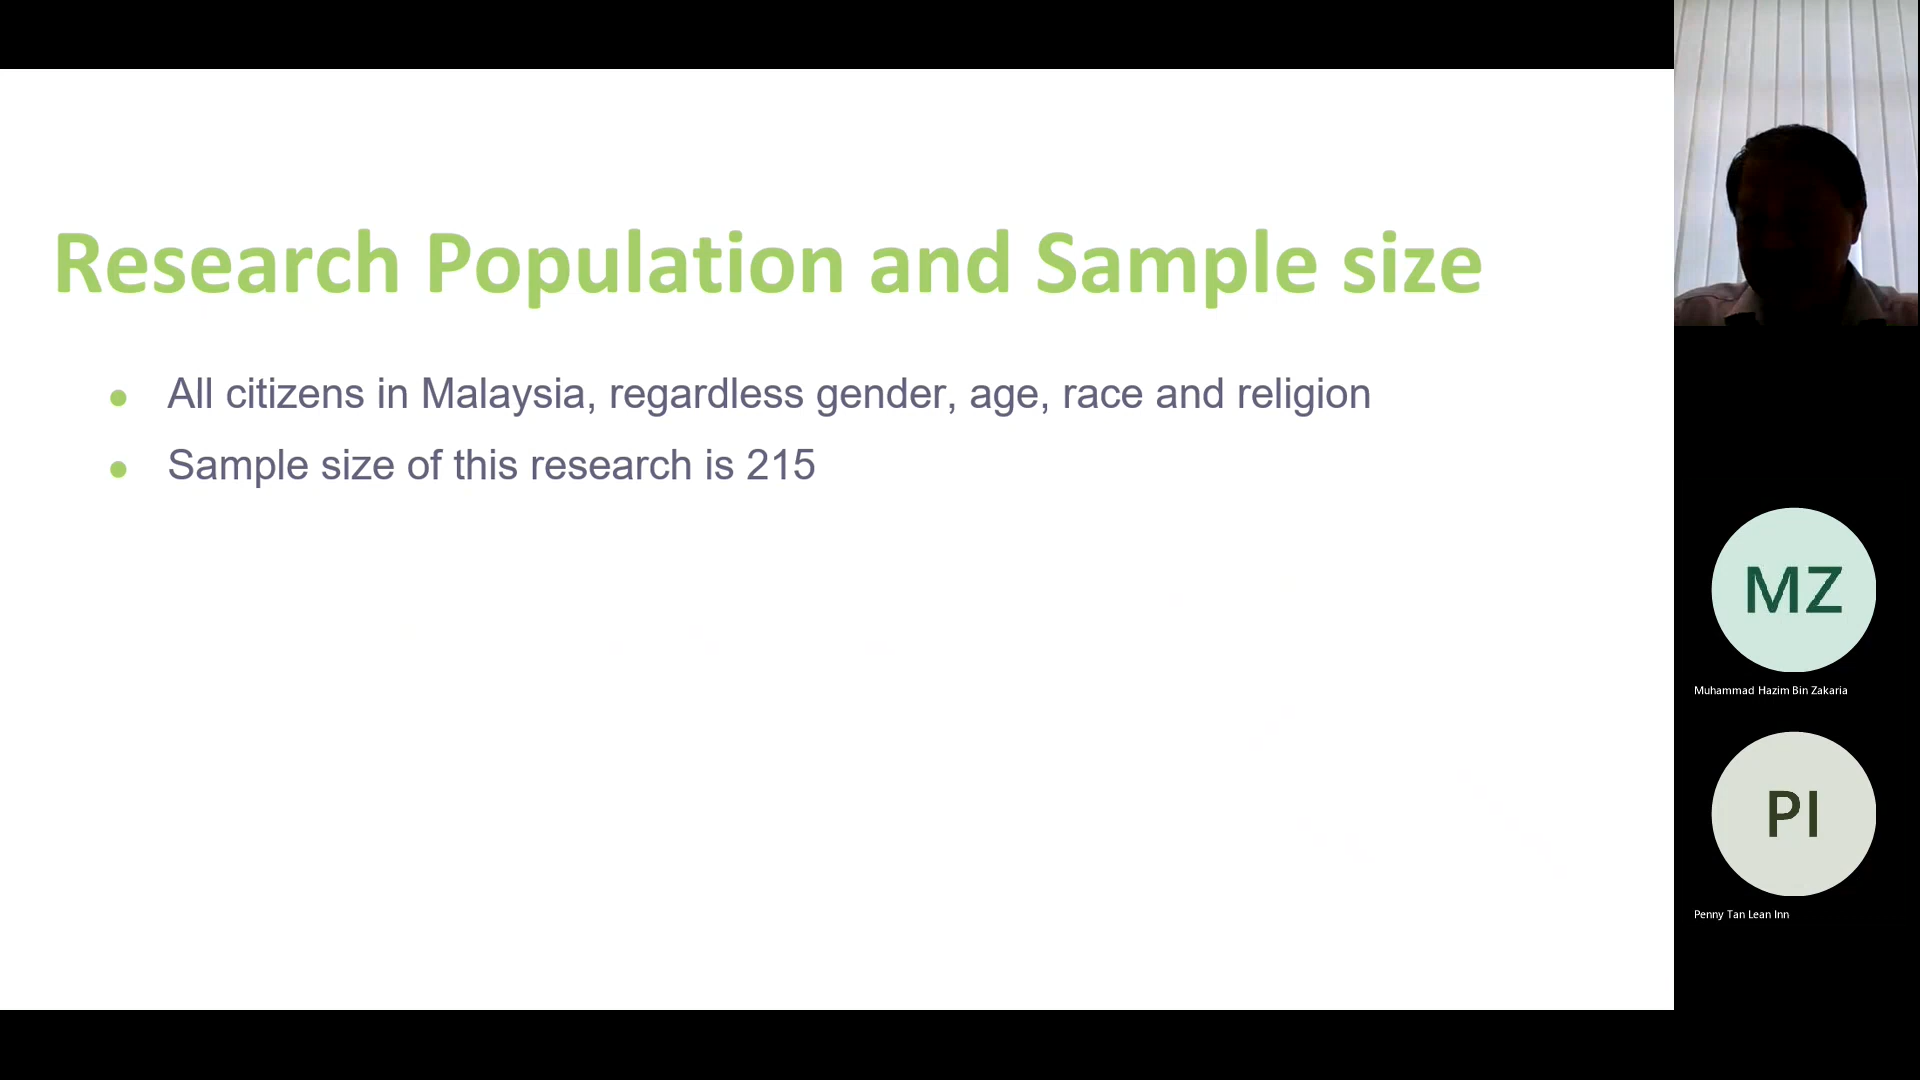 Research Population and Sample size
All citizens in Malaysia, regardless gender, age, race and religion
Sample size of this research is 215
MZ
Muhammad Hazim Bin Zakaria
PI
Penny Tan Lean Inn